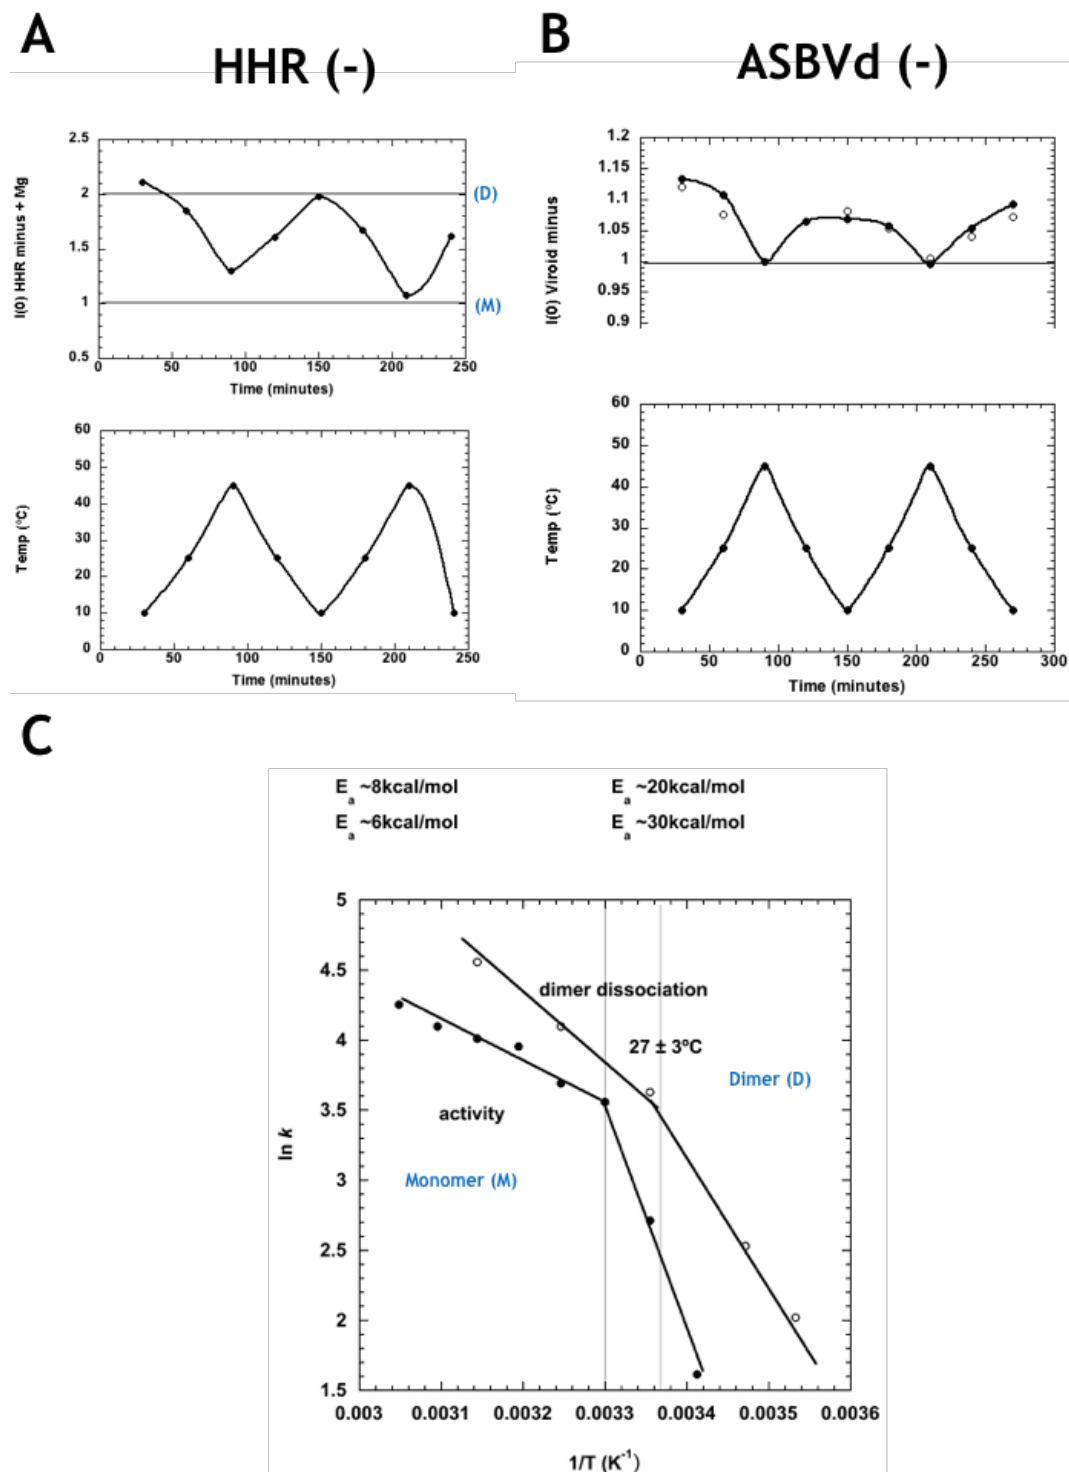 A
HHR (-)
B
ASBVd (-)
I(0) HHR minus + Mg
2.5
2
1.5
1
0.5
(D)
(M)
0 50 100 150 200 250
Time (minutes)
I(0) Viroid minus
1.2
1.15
1.1
1.05
1
0.95
0.9
Temp (°C)
60
50
40
30
20
10
0
0 50 100 150 200 250
Time (minutes)
Temp (°C)
60
50
40
30
20
10
0
0 50 100 150 200 250 300
Time (minutes)
C
Ea ~8kcal/mol
Ea ~20kcal/mol
Ea ~6kcal/mol
Ea ~30kcal/mol
ln k
5
4.5
4
3.5
3
2.5
2
1.5
dimer dissociation
27 ± 3ºC
Dimer (D)
activity
Monomer (M)
0.003 0.0031 0.0032 0.0033 0.0034 0.0035 0.0036
1/T (K-1)